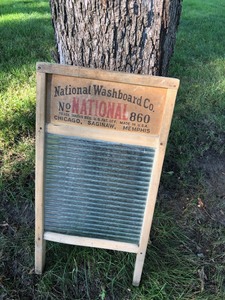 National Washboard Co.
No NATIONAL 860
CHICAGO, SAGINAW, MEMPHIS